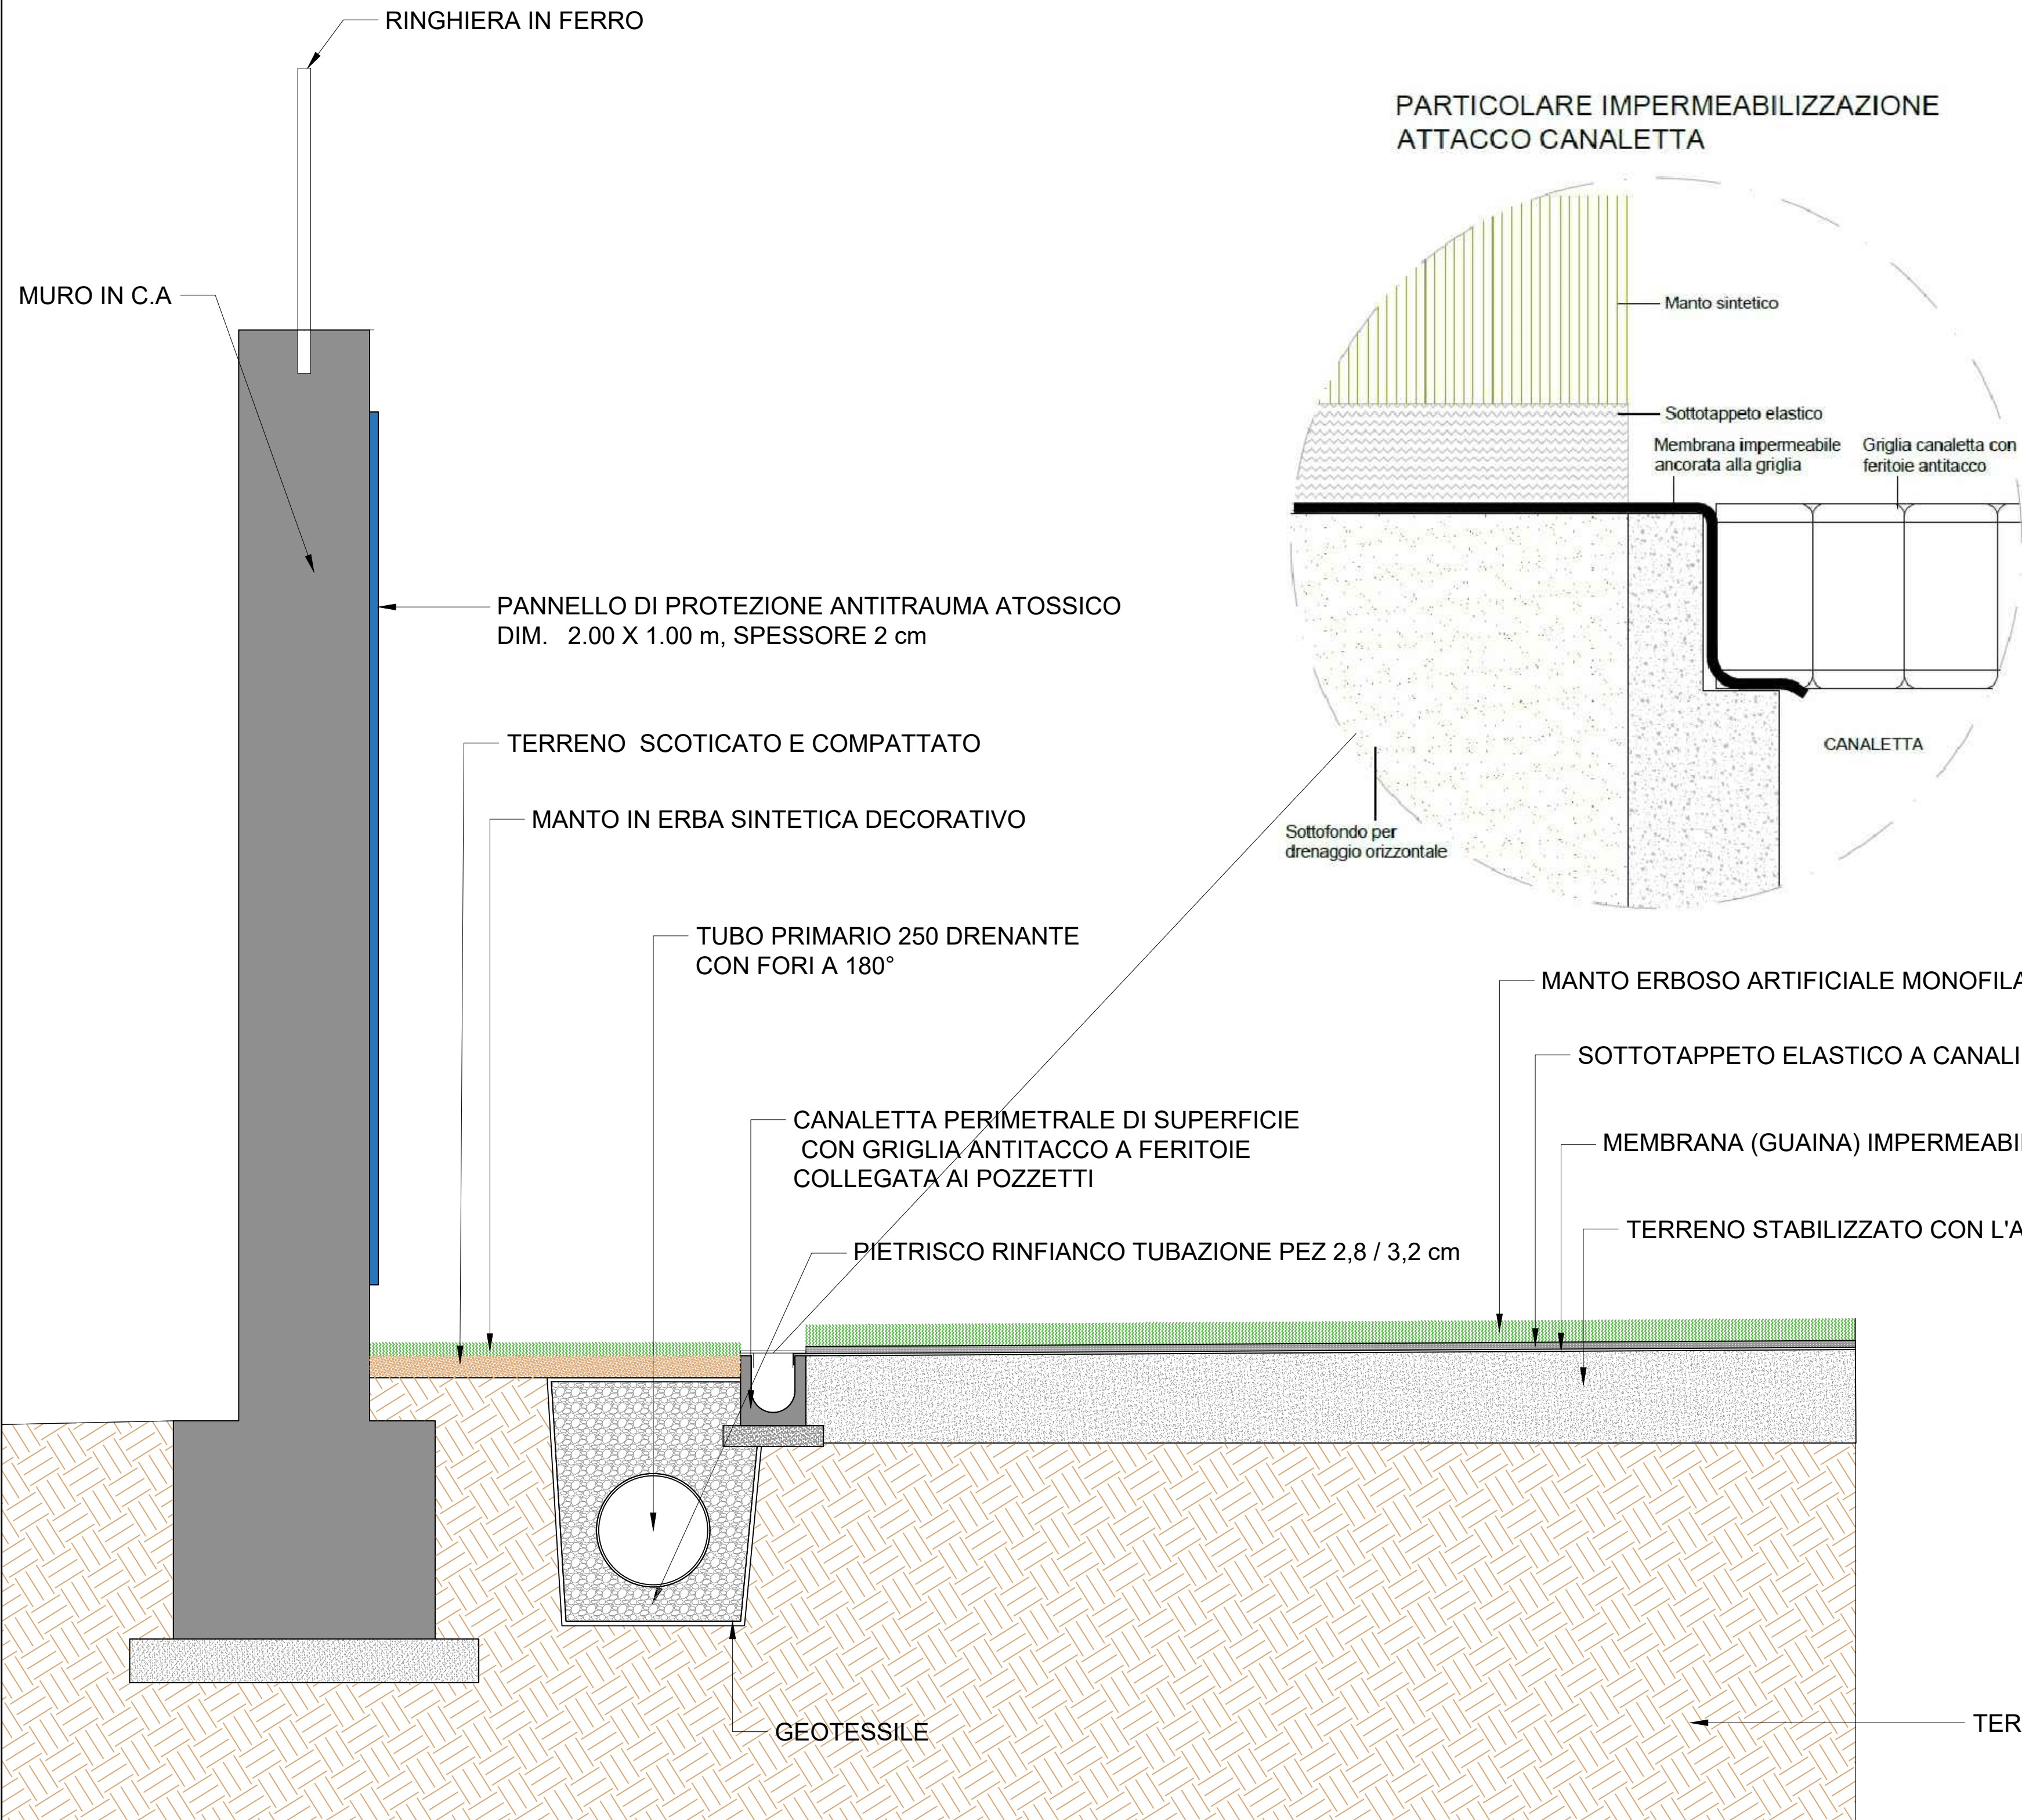 RINGHIERA IN FERRO
PARTICOLARE IMPERMEABILIZZAZIONE
ATTACCO CANALETTA
MURO IN C.A
Manto sintetico
Sottotappeto elastico
Membrana impermeabile
ancorata alla griglia
Griglia canaletta con
feritoie antitacco
PANNELLO DI PROTEZIONE ANTITRAUMA ATOSSICO
DIM. 2.00 X 1.00 m, SPESSORE 2 cm
TERRENO SCOTICATO E COMPATTATO
CANALETTA
MANTO IN ERBA SINTETICA DECORATIVO
Sottofondo per
drenaggio orizzontale
TUBO PRIMARIO 250 DRENANTE
CON FORI A 180°
MANTO ERBOSO ARTIFICIALE
SOTTOTAPPETO ELASTICO A CANALI
CANALETTA PERIMETRALE DI SUPERFICIE
CON GRIGLIA ANTITACCO A FERITOIE
COLLEGATA AI POZZETTI
MEMBRANA (GUAINA)
TERRENO STABILIZZATO CON
PIETRISCO RINFIANCO TUBAZIONE PEZ 2,8 / 3,2 cm
GEOTESSILE